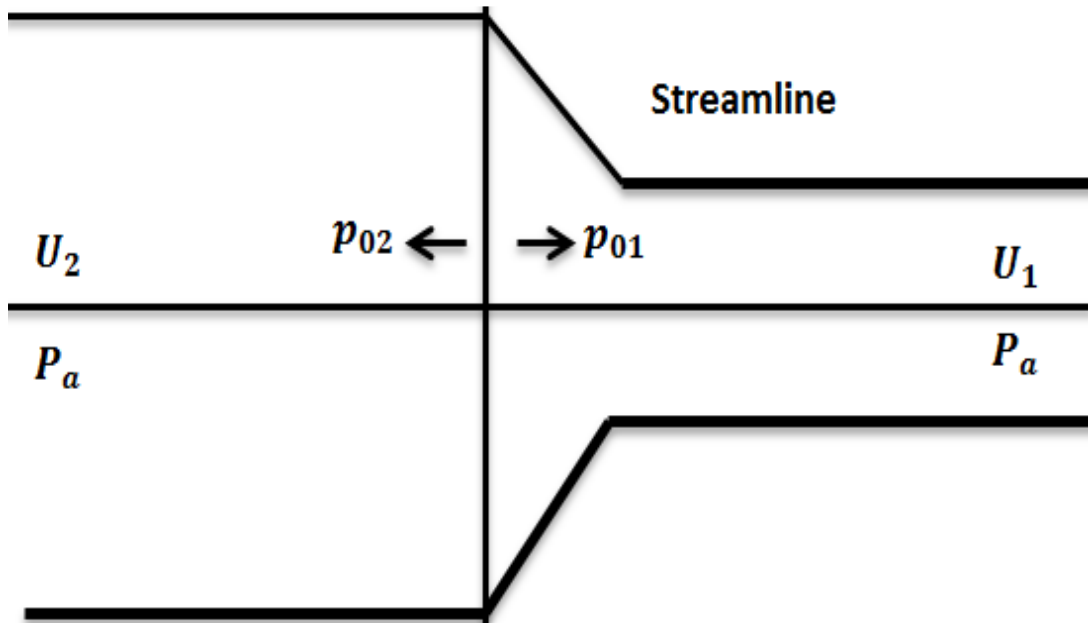 Streamline
p₀₂ p₀₁
U₂ U₁
Pₐ Pₐ